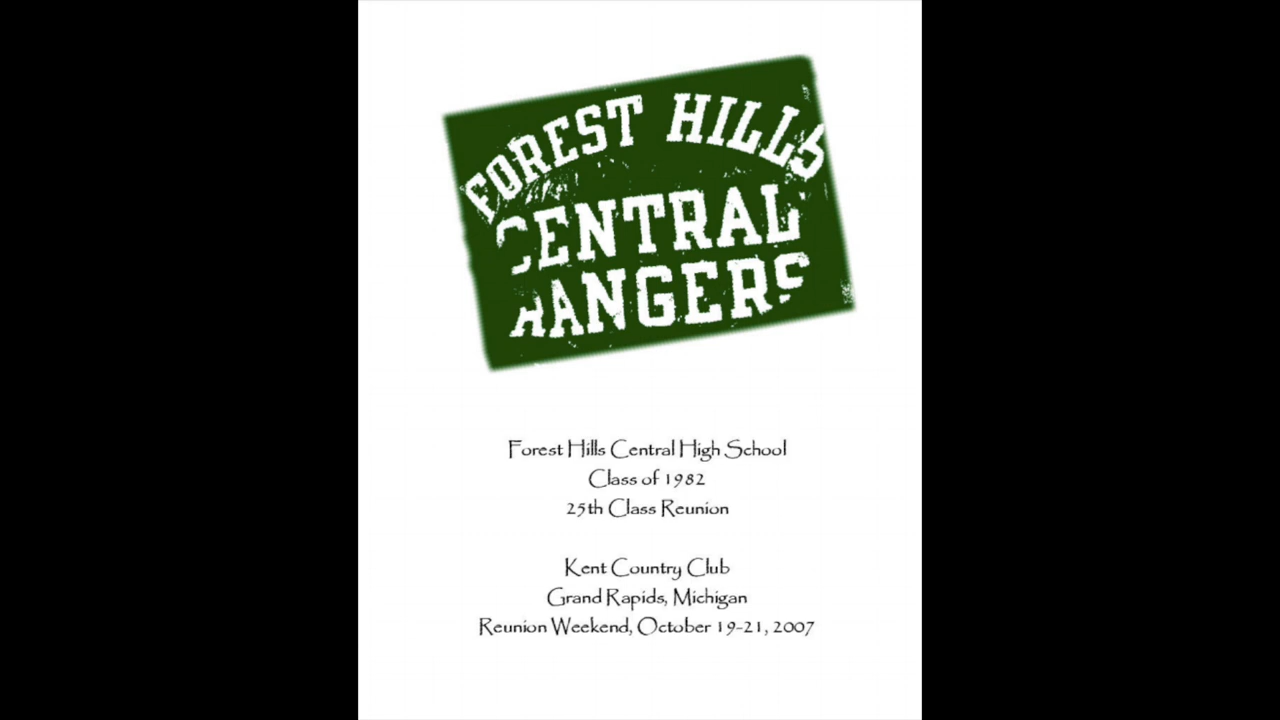 FOREST HILLS
CENTRAL
RANGERS
Forest Hills Central High School
Class of 1982
25th Class Reunion
Kent Country Club
Grand Rapids, Michigan
Reunion Weekend, October 19-21, 2007